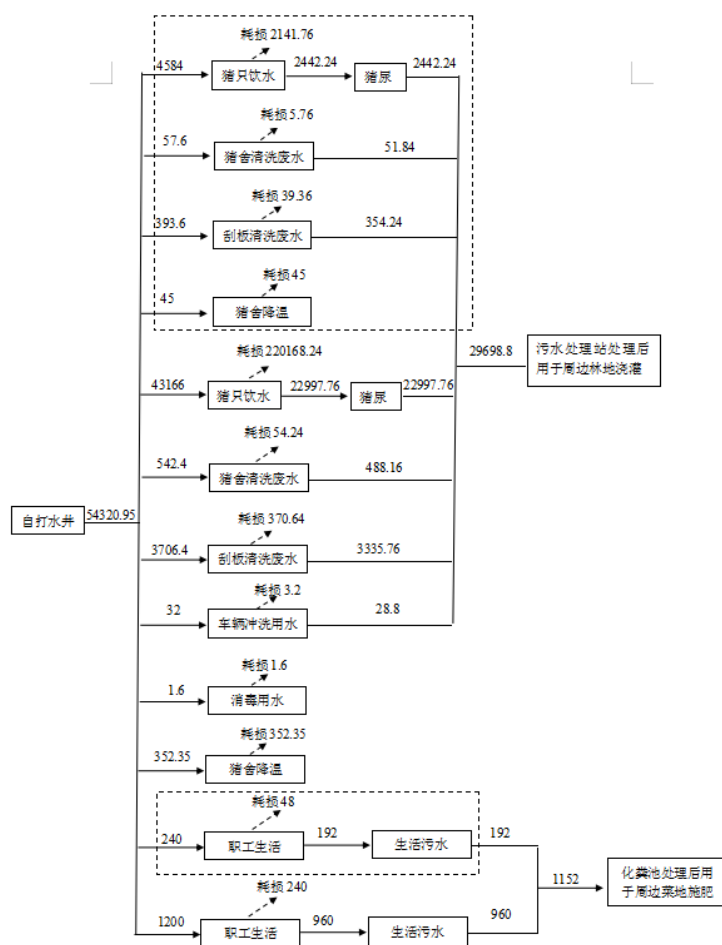 耗损 2141.76
4584
猪只饮水
2442.24
猪尿
2442.24
耗损 5.76
57.6
猪舍清洗废水
51.84
耗损 39.36
393.6
刮板清洗废水
354.24
耗损 45
45
猪舍降温
29698.8
污水处理站处理后
用于周边林地浇灌
耗损 220168.24
43166
猪只饮水
22997.76
猪尿
22997.76
耗损 54.24
542.4
猪舍清洗废水
488.16
自打水井
54320.95
耗损 370.64
3706.4
刮板清洗废水
3335.76
耗损 3.2
32
车辆冲洗用水
28.8
耗损 1.6
1.6
消毒用水
耗损 352.35
352.35
猪舍降温
耗损 48
240
职工生活
192
生活污水
192
1152
化粪池处理后用
于周边菜地施肥
耗损 240
1200
职工生活
960
生活污水
960